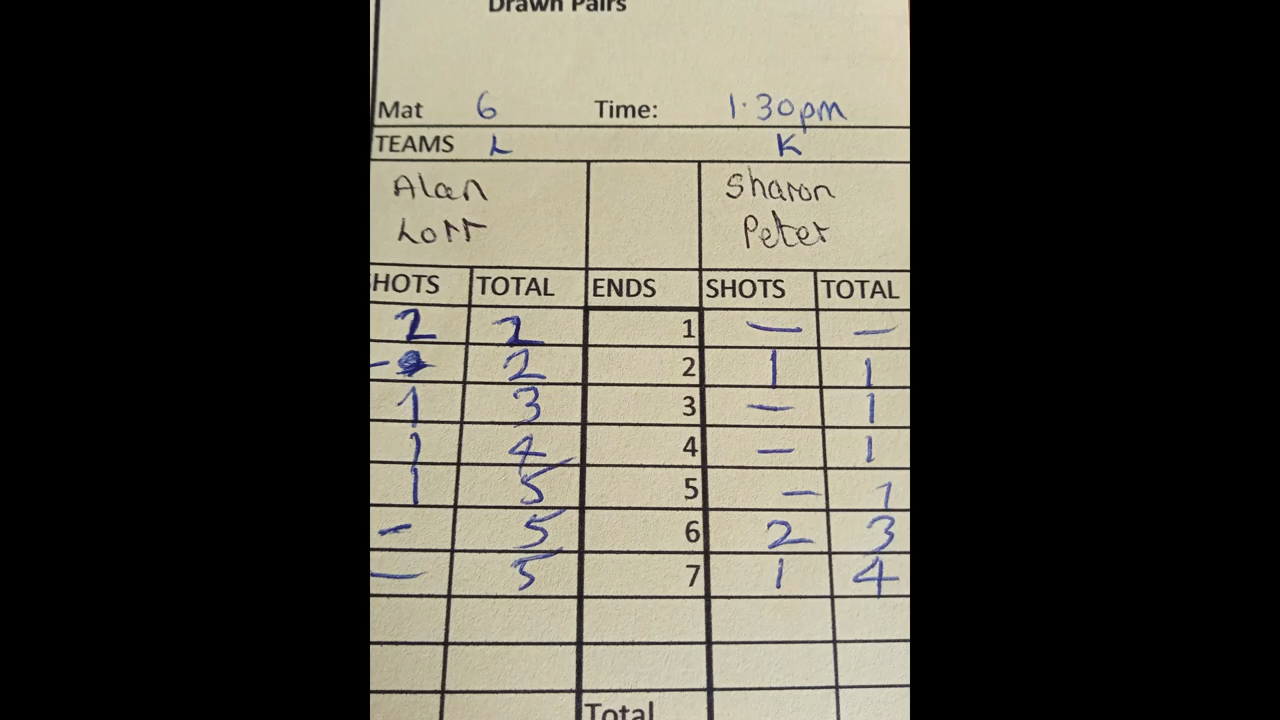 Drawn Pairs
Mat 6 Time: 1.30pm
TEAMS L K
Alan Sharon
Peter
HOTS TOTAL ENDS SHOTS TOTAL
2 2 1 — —
- 2 2 1 1
1 3 3 — 1
1 4 4 — 1
1 5 5 — 1
- 5 6 2 3
— 5 7 1 4
Total